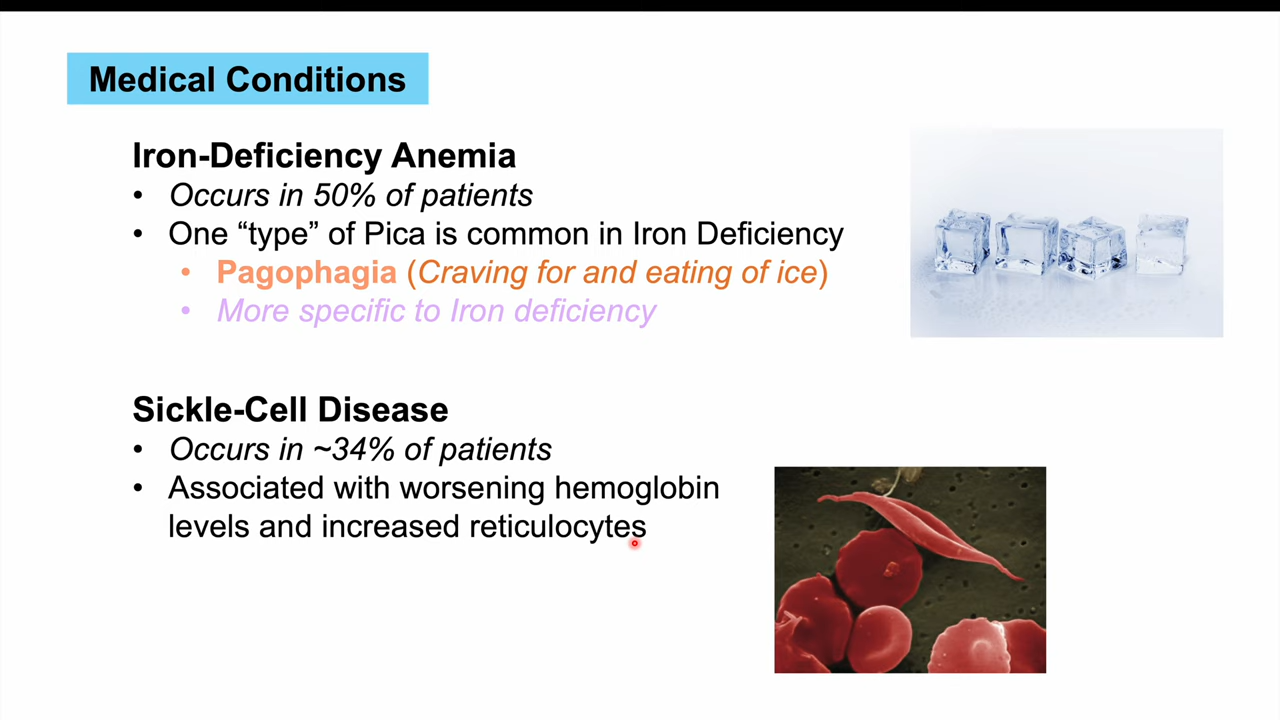 Medical Conditions
Iron-Deficiency Anemia
• Occurs in 50% of patients
• One “type” of Pica is common in Iron Deficiency
• Pagophagia (Craving for and eating of ice)
• More specific to Iron deficiency
Sickle-Cell Disease
• Occurs in ~34% of patients
• Associated with worsening hemoglobin
levels and increased reticulocytes